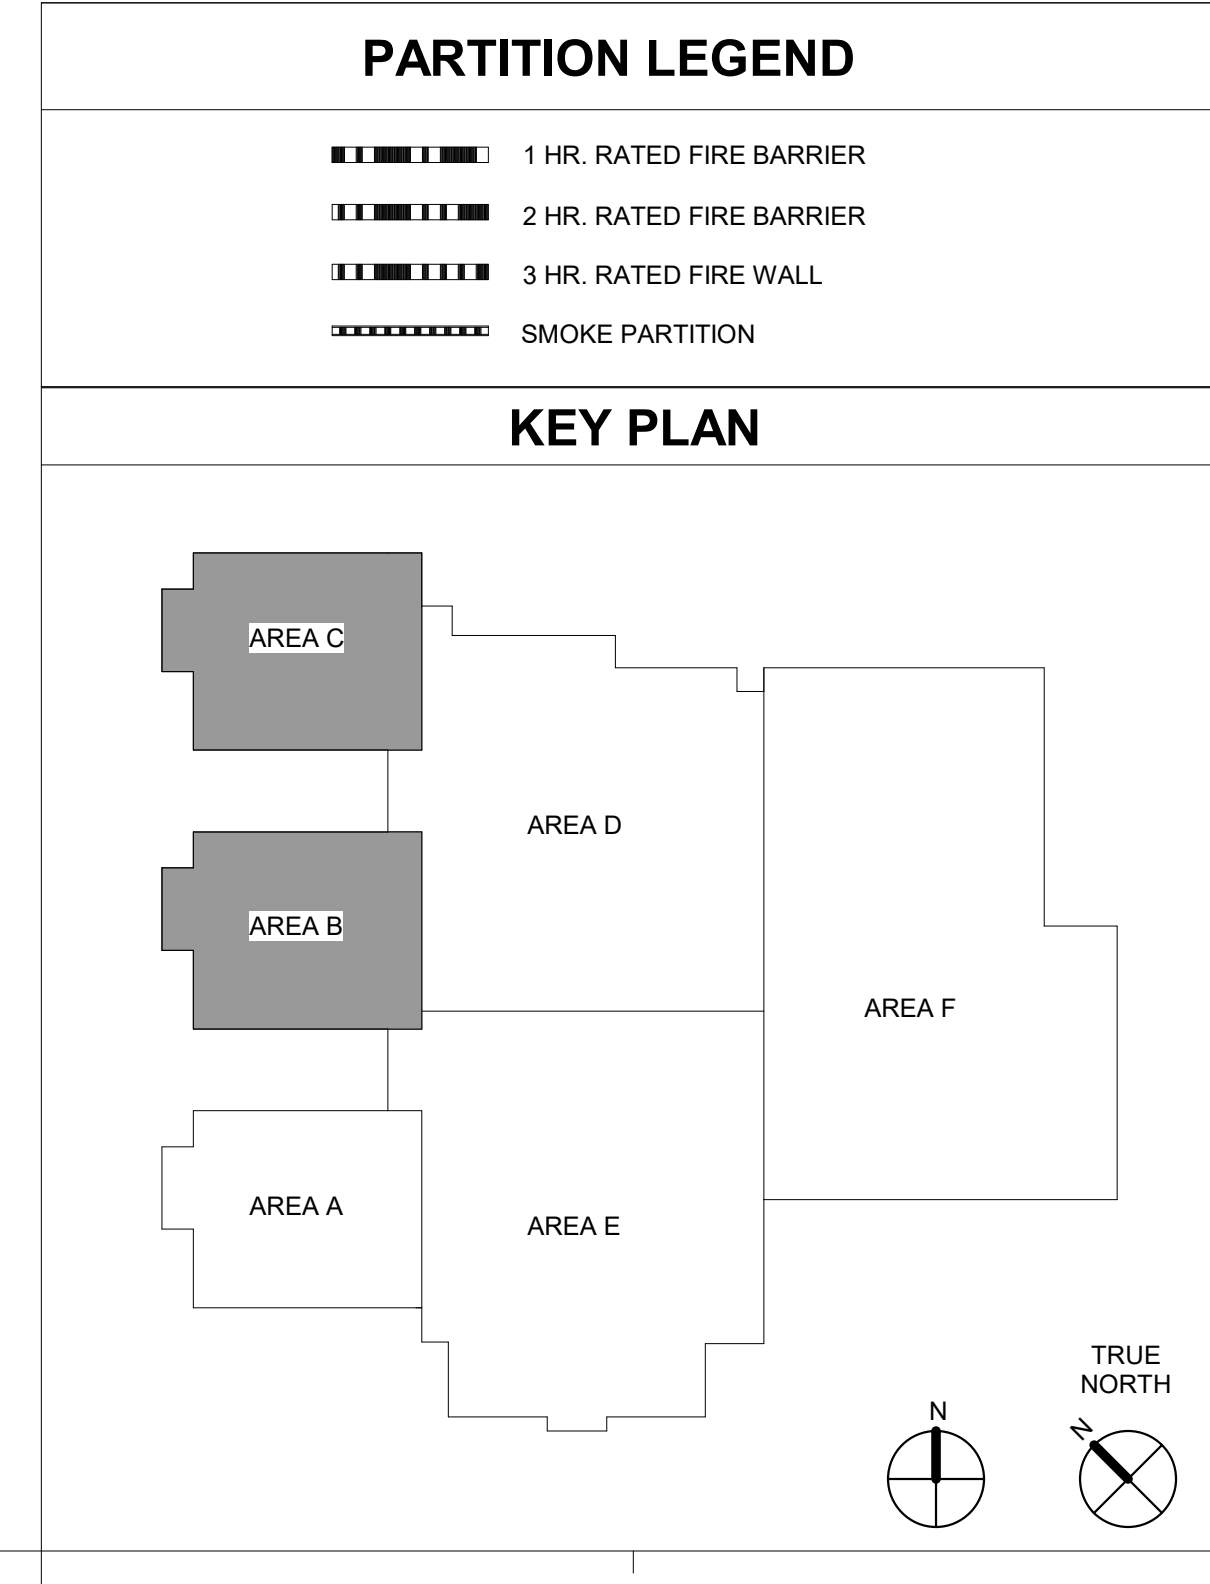 PARTITION LEGEND
1 HR. RATED FIRE BARRIER
2 HR. RATED FIRE BARRIER
3 HR. RATED FIRE WALL
SMOKE PARTITION
KEY PLAN
AREA C
AREA D
AREA B
AREA F
AREA A
AREA E
TRUE
NORTH
N
N